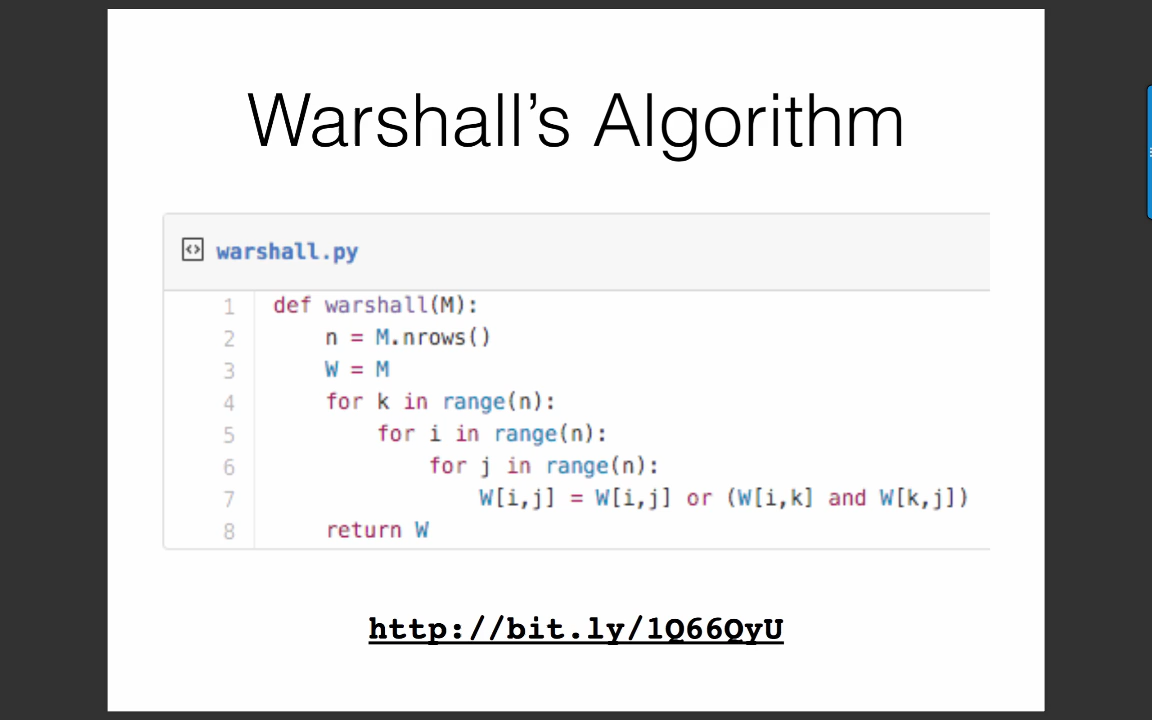 Warshall’s Algorithm
warshall.py
1 def warshall(M):
2     n = M.nrows()
3     W = M
4     for k in range(n):
5         for i in range(n):
6             for j in range(n):
7                 W[i,j] = W[i,j] or (W[i,k] and W[k,j])
8     return W
http://bit.ly/1Q66QyU